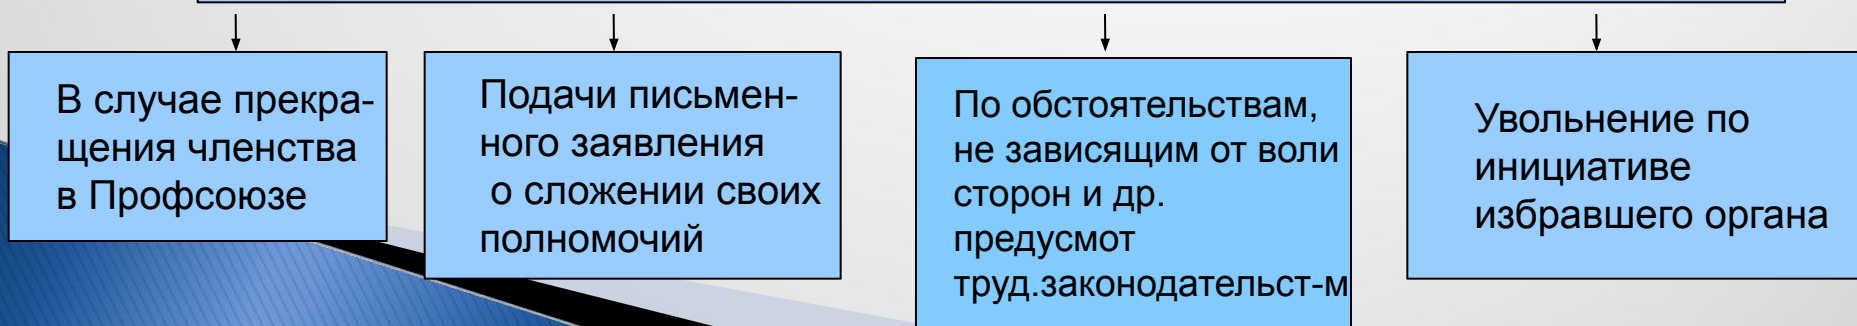 В случае прекра-
щения членства
в Профсоюзе
Подачи письмен-
ного заявления
о сложении своих
полномочий
По обстоятельствам,
не зависящим от воли
сторон и др.
предусмот
труд.законодательст-м
Увольнение по
инициативе
избравшего органа